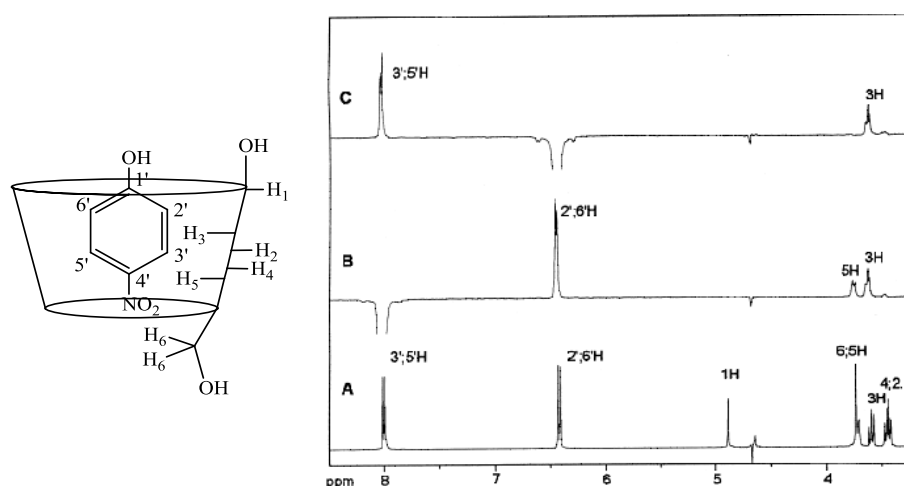 OH
OH
1'
H1
6'
2'
H3
H2
5'
3'
H4
H5
4'
NO2
H6
H6
OH
C
3';5'H
3H
B
2';6'H
5H
3H
A
3';5'H
2';6'H
1H
6;5H
3H
4;2.
ppm 8 7 6 5 4